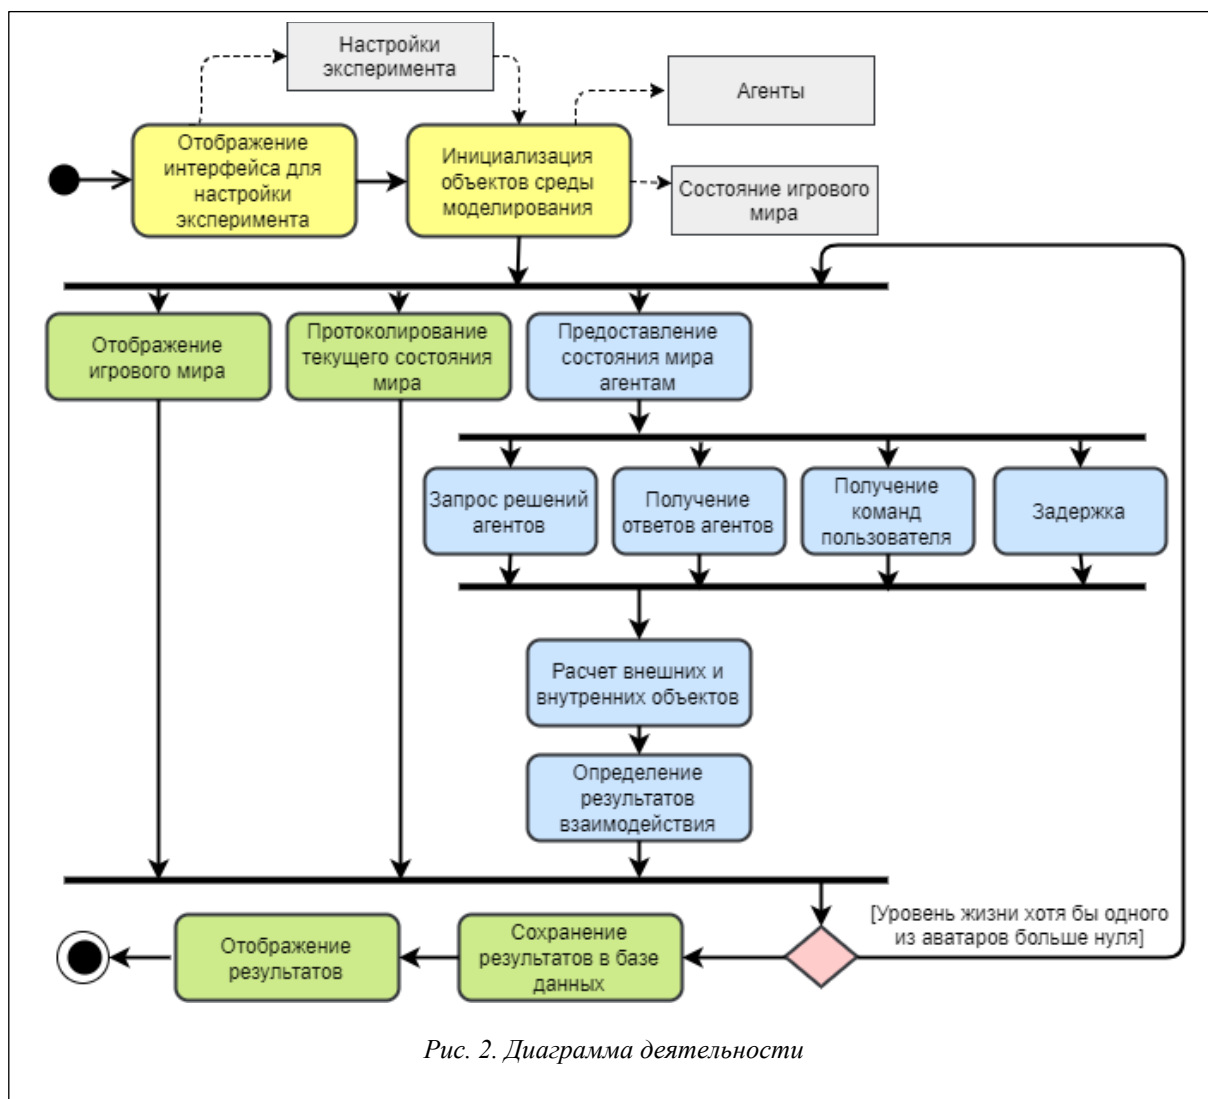 Настройки
эксперимента
Агенты
Отображение
интерфейса для
настройки
эксперимента
Инициализация
объектов среды
моделирования
Состояние игрового
мира
Отображение
игрового мира
Протоколирование
текущего состояния
мира
Предоставление
состояния мира
агентам
Запрос решений
агентов
Получение
ответов агентов
Получение
команд
пользователя
Задержка
Расчет внешних и
внутренних объектов
Определение
результатов
взаимодействия
[Уровень жизни хотя бы одного
из аватаров больше нуля]
Отображение
результатов
Сохранение
результатов в базе
данных
Рис. 2. Диаграмма деятельности